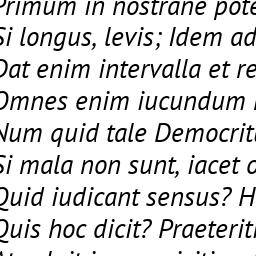 Primum in nostrane pote
Si longus, levis; Idem ad
Dat enim intervalla et re
Omnes enim iucundum
Num quid tale Democrit
Si mala non sunt, iacet o
Quid iudicant sensus? H
Quis hoc dicit? Praeterit